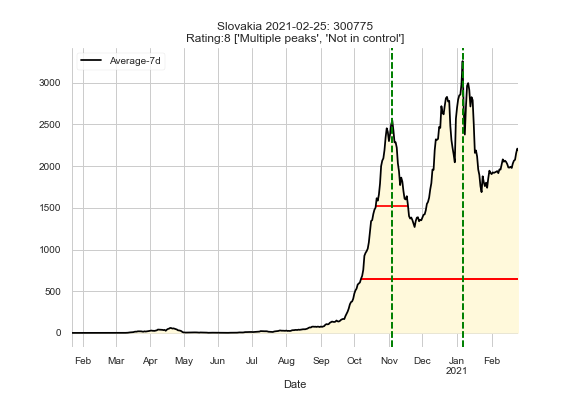 Slovakia 2021-02-25: 300775
Rating:8 ['Multiple peaks', 'Not in control']
Average-7d
3000
2500
2000
1500
1000
500
0
Feb Mar Apr May Jun Jul Aug Sep Oct Nov Dec Jan Feb
2021
Date